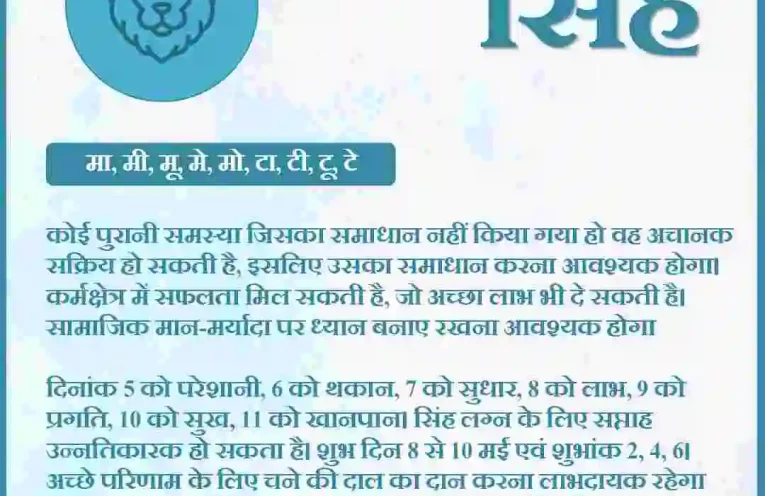 सिंह
मा, मी, मू, मे, मो, टा, टी, टू, टे
कोई पुरानी समस्या जिसका समाधान नहीं किया गया हो वह अचानक
सक्रिय हो सकती है, इसलिए उसका समाधान करना आवश्यक होगा।
कर्मक्षेत्र में सफलता मिल सकती है, जो अच्छा लाभ भी दे सकती है।
सामाजिक मान-मर्यादा पर ध्यान बनाए रखना आवश्यक होगा
दिनांक 5 को परेशानी, 6 को थकान, 7 को सुधार, 8 को लाभ, 9 को
प्रगति, 10 को सुख, 11 को खानपान। सिंह लग्न के लिए सप्ताह
उन्नतिकारक हो सकता है। शुभ दिन 8 से 10 मई एवं शुभांक 2, 4, 6।
अच्छे परिणाम के लिए चने की दाल का दान करना लाभदायक रहेगा